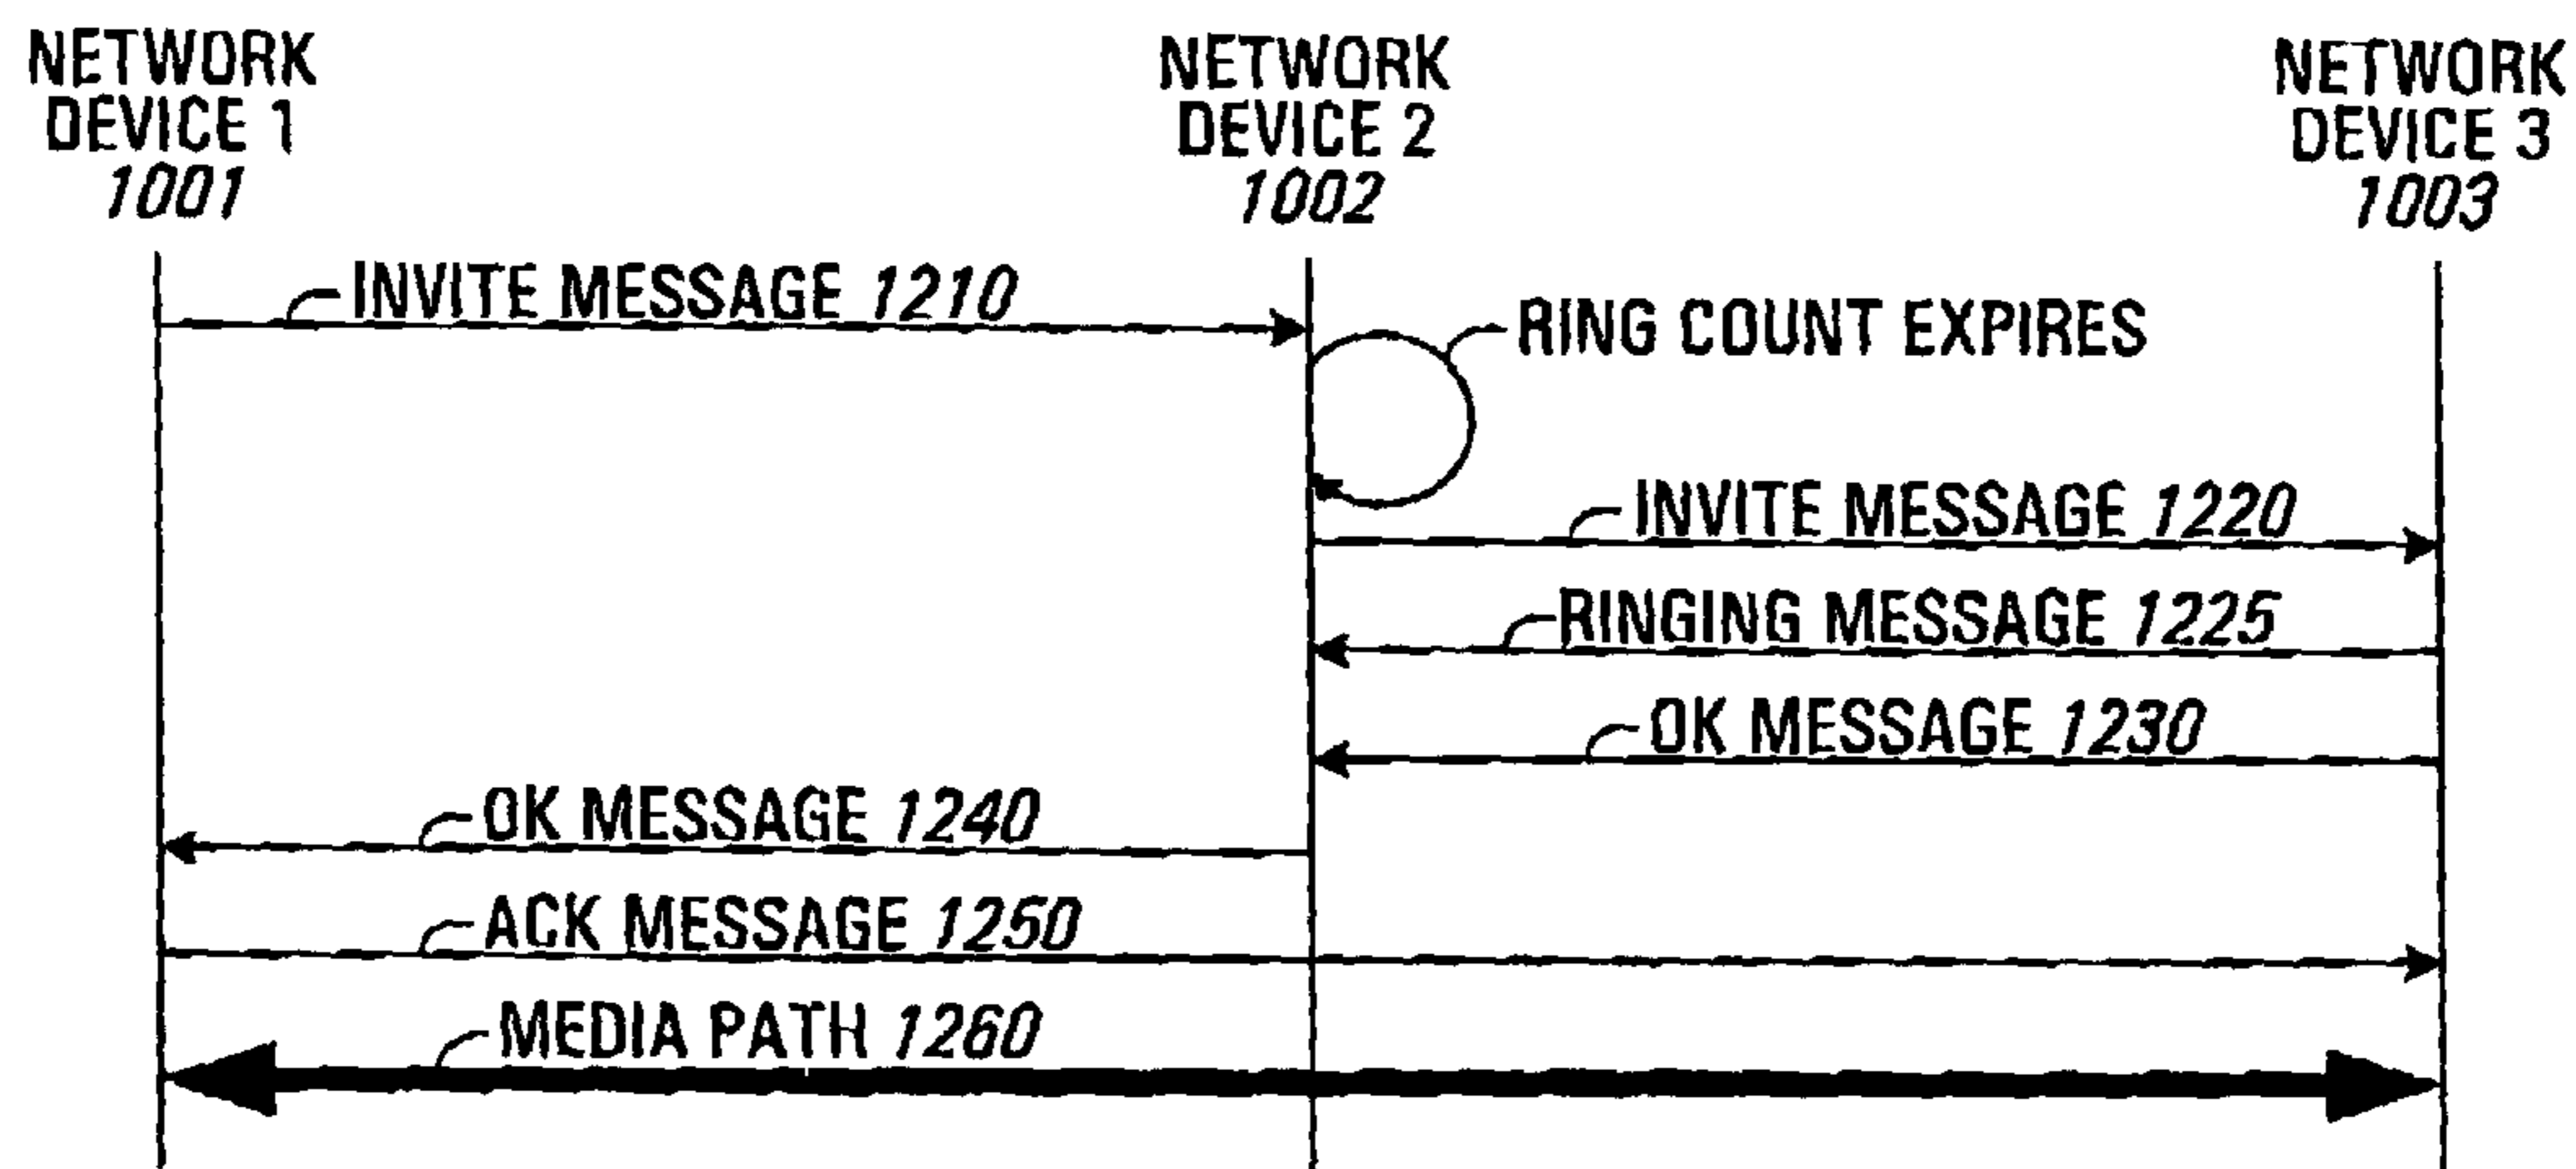 NETWORK
DEVICE 1
1001
NETWORK
DEVICE 2
1002
NETWORK
DEVICE 3
1003
INVITE MESSAGE 1210
RING COUNT EXPIRES
INVITE MESSAGE 1220
RINGING MESSAGE 1225
OK MESSAGE 1230
OK MESSAGE 1240
ACK MESSAGE 1250
MEDIA PATH 1260